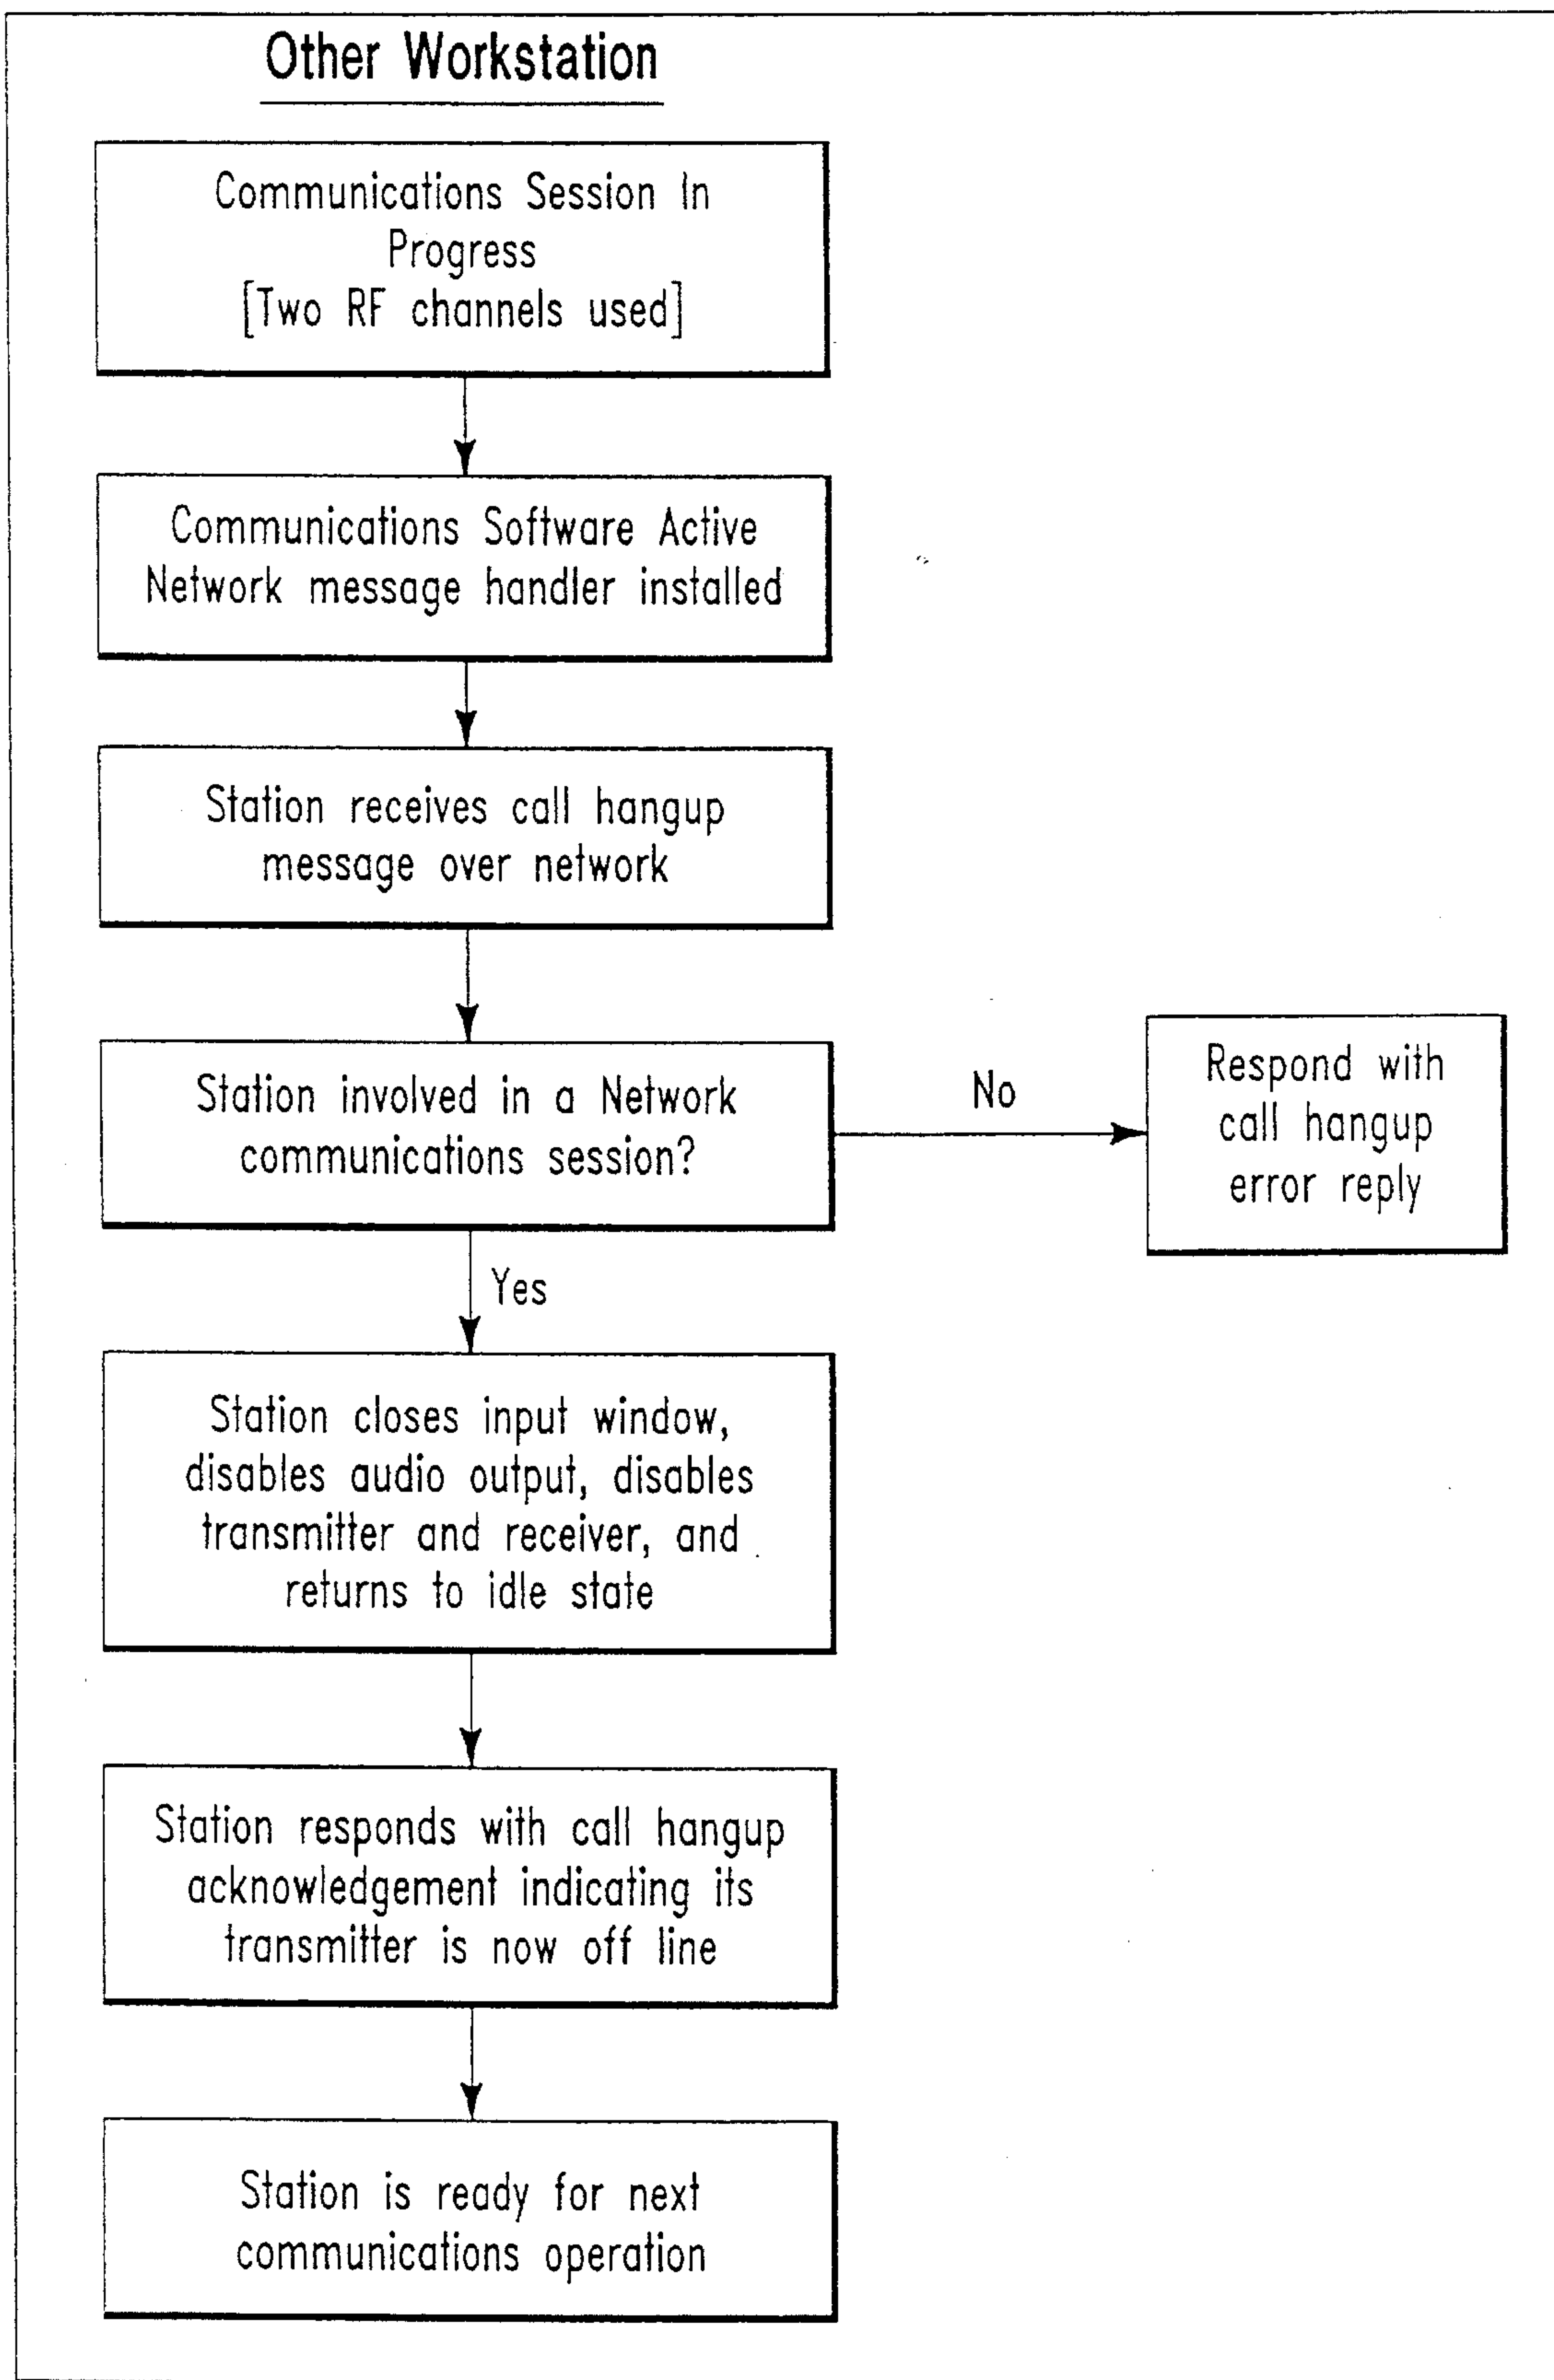 Other Workstation
Communications Session In
Progress
[Two RF channels used]
Communications Software Active
Network message handler installed
Station receives call hangup
message over network
Station involved in a Network
communications session?
No
Respond with
call hangup
error reply
Yes
Station closes input window,
disables audio output, disables
transmitter and receiver, and
returns to idle state
Station responds with call hangup
acknowledgement indicating its
transmitter is now off line
Station is ready for next
communications operation